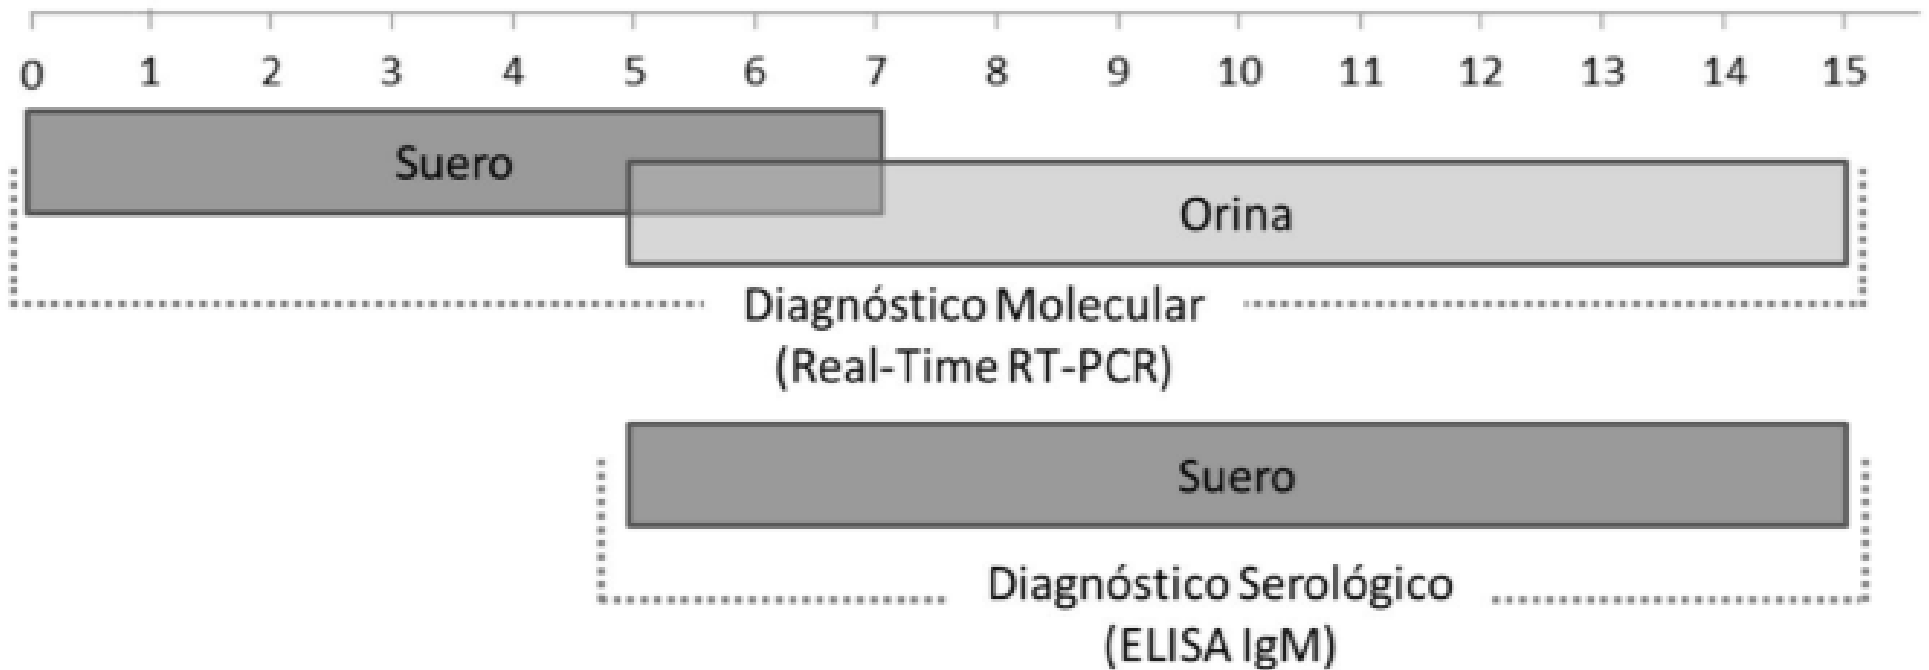 0 1 2 3 4 5 6 7 8 9 10 11 12 13 14 15
Suero
Orina
Diagnóstico Molecular
(Real-Time RT-PCR)
Suero
Diagnóstico Serológico
(ELISA IgM)